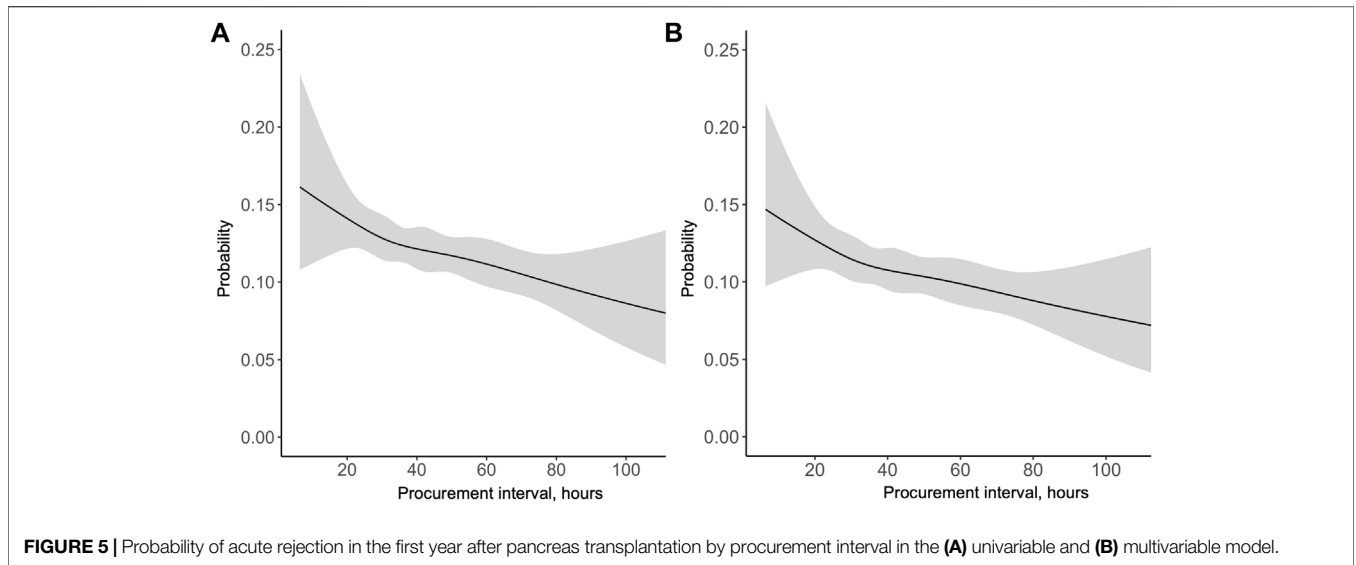 A
0.25
0.20
0.15
0.10
0.05
0.00
Probability
20 40 60 80 100
Procurement interval, hours
B
0.25
0.20
0.15
0.10
0.05
0.00
Probability
20 40 60 80 100
Procurement interval, hours
FIGURE 5 | Probability of acute rejection in the first year after pancreas transplantation by procurement interval in the (A) univariable and (B) multivariable model.